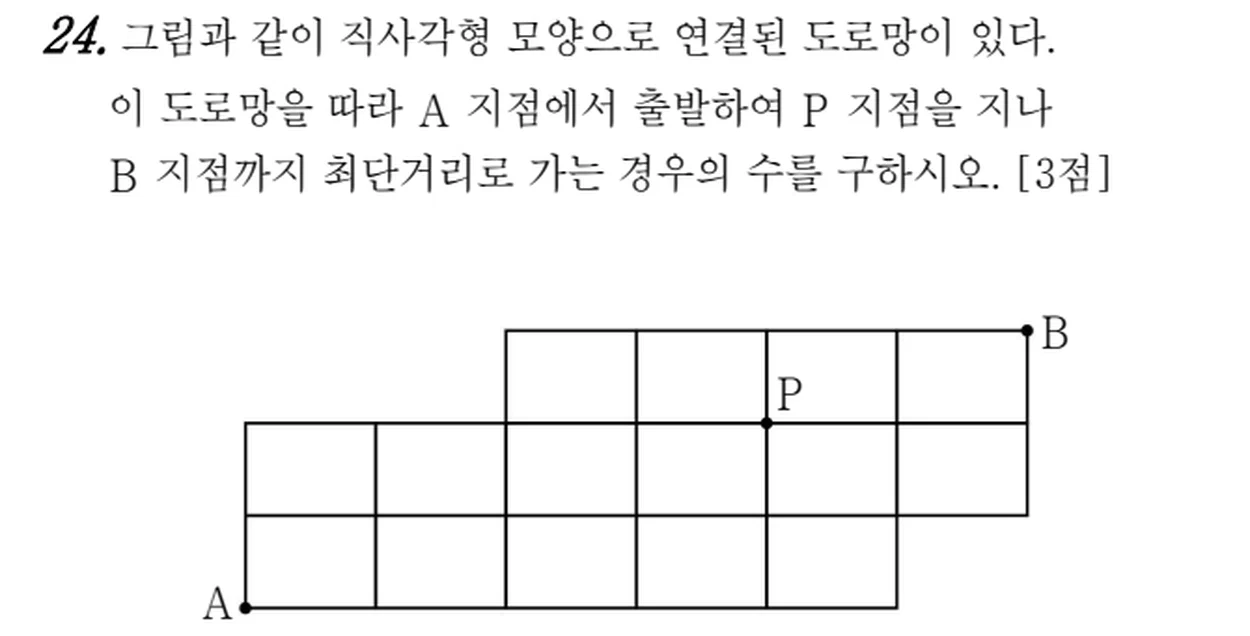 24. 그림과 같이 직사각형 모양으로 연결된 도로망이 있다.
이 도로망을 따라 A 지점에서 출발하여 P 지점을 지나
B 지점까지 최단거리로 가는 경우의 수를 구하시오. [3점]
B
P
A